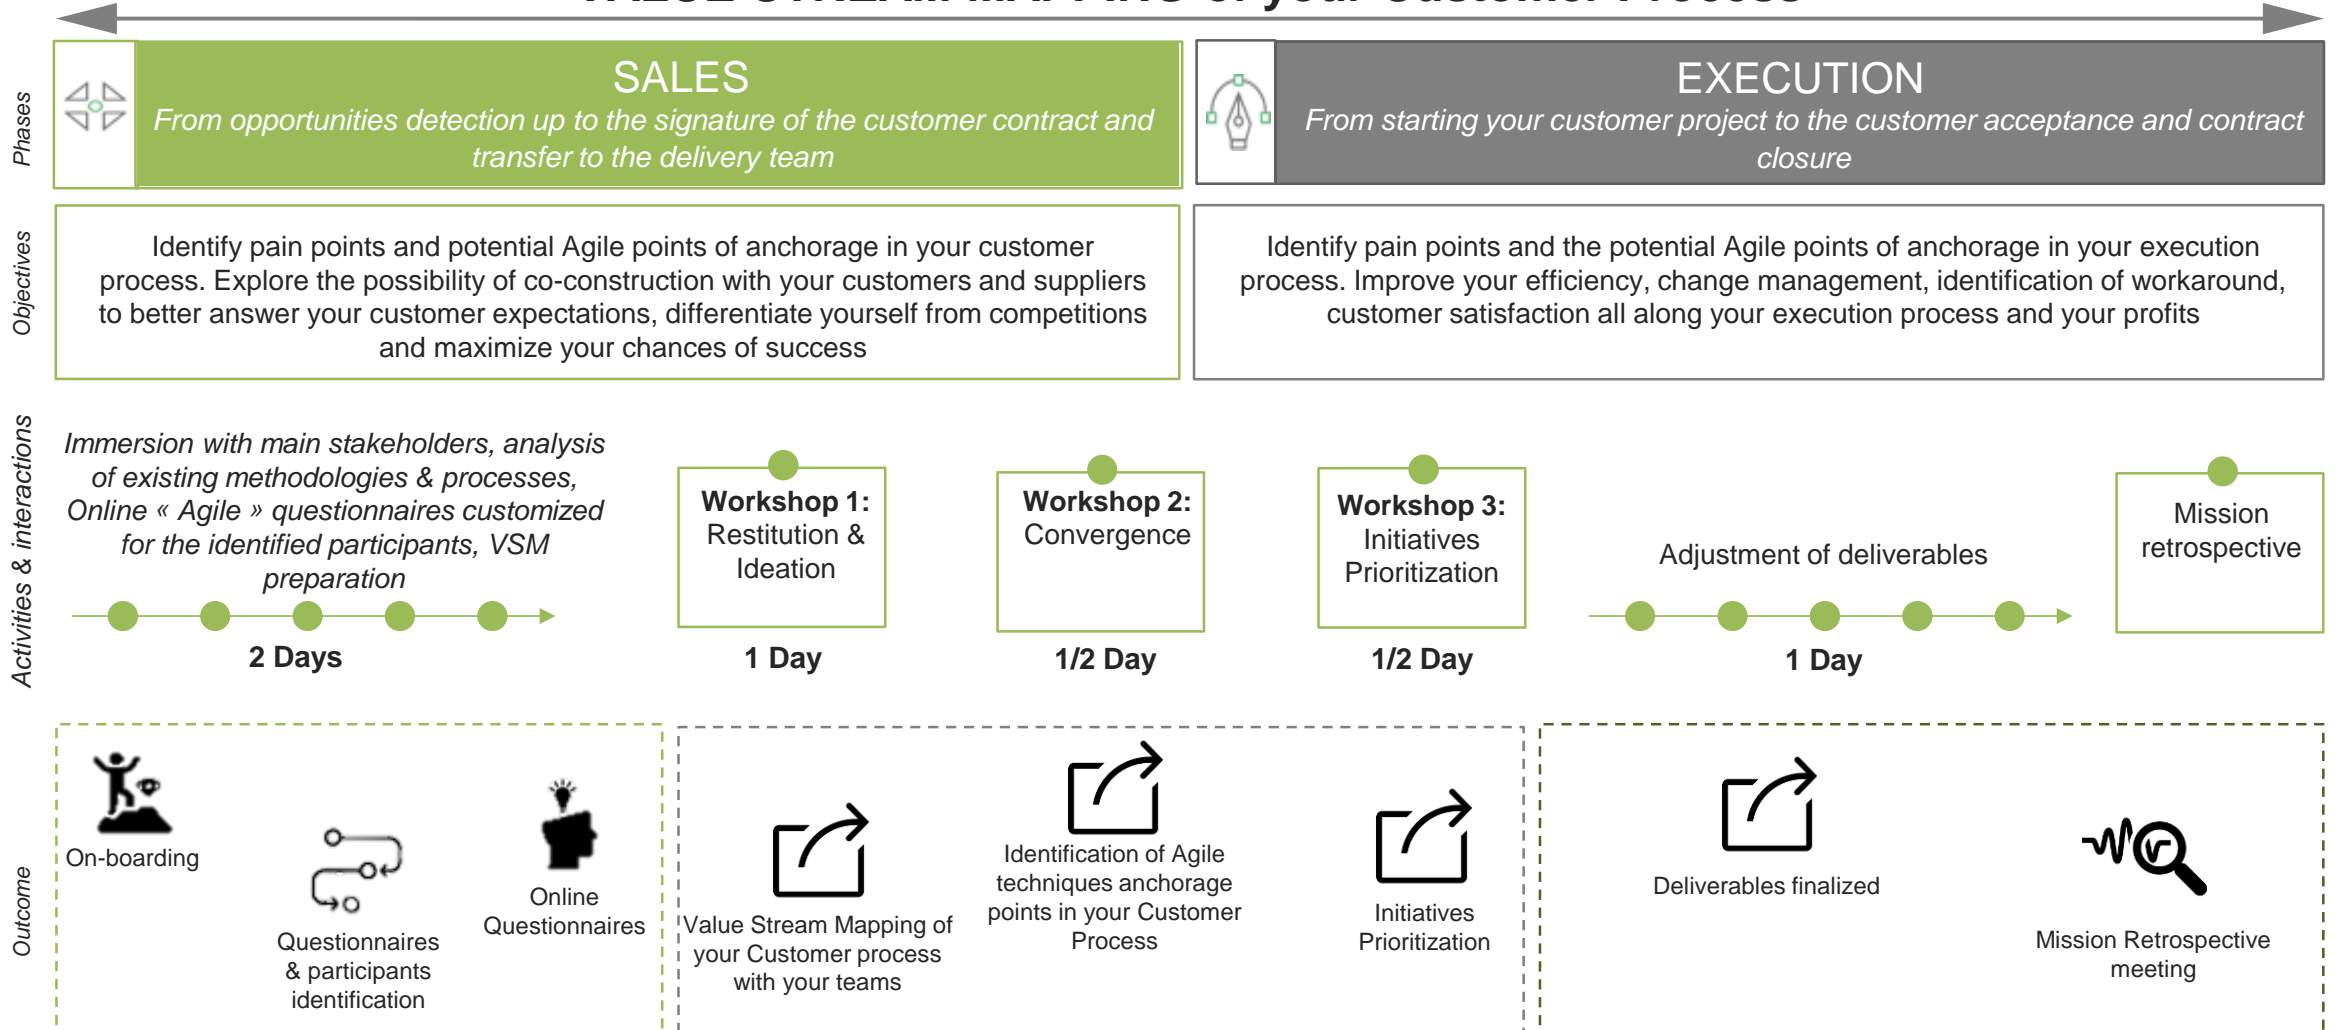 VALUE STREAM MAPPING of your Customer Process
Phases
SALES
From opportunities detection up to the signature of the customer contract and
transfer to the delivery team
EXECUTION
From starting your customer project to the customer acceptance and contract
closure
Objectives
Identify pain points and potential Agile points of anchorage in your customer
process. Explore the possibility of co-construction with your customers and suppliers
to better answer your customer expectations, differentiate yourself from competitions
and maximize your chances of success
Identify pain points and the potential Agile points of anchorage in your execution
process. Improve your efficiency, change management, identification of workaround,
customer satisfaction all along your execution process and your profits
Activities & interactions
Immersion with main stakeholders, analysis
of existing methodologies & processes,
Online « Agile » questionnaires customized
for the identified participants, VSM
preparation
2 Days
Workshop 1:
Restitution &
Ideation
1 Day
Workshop 2:
Convergence
1/2 Day
Workshop 3:
Initiatives
Prioritization
1/2 Day
Adjustment of deliverables
1 Day
Mission
retrospective
Outcome
On-boarding
Questionnaires
& participants
identification
Online
Questionnaires
Value Stream Mapping of
your Customer process
with your teams
Identification of Agile
techniques anchorage
points in your Customer
Process
Initiatives
Prioritization
Deliverables finalized
Mission Retrospective
meeting